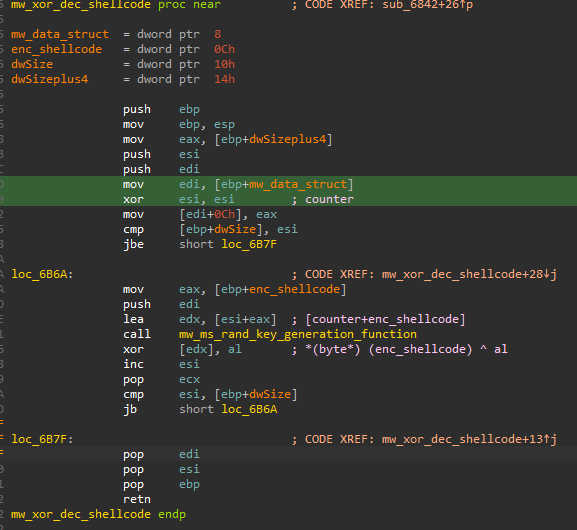 mw_xor_dec_shellcode proc near ; CODE XREF: sub_6842+26↑p
mw_data_struct = dword ptr 8
enc_shellcode = dword ptr 0Ch
dwSize = dword ptr 10h
dwSizeplus4 = dword ptr 14h
push ebp
mov ebp, esp
mov eax, [ebp+dwSizeplus4]
push esi
push edi
mov edi, [ebp+mw_data_struct]
xor esi, esi ; counter
mov [edi+0Ch], eax
cmp [ebp+dwSize], esi
jbe short loc_6B7F
loc_6B6A: ; CODE XREF: mw_xor_dec_shellcode+28↓j
mov eax, [ebp+enc_shellcode]
push edi
lea edx, [esi+eax] ; [counter+enc_shellcode]
call mw_ms_rand_key_generation_function
xor [edx], al ; *(byte*) (enc_shellcode) ^ al
inc esi
pop ecx
cmp esi, [ebp+dwSize]
jb short loc_6B6A
loc_6B7F: ; CODE XREF: mw_xor_dec_shellcode+13↑j
pop edi
pop esi
pop ebp
retn
mw_xor_dec_shellcode endp